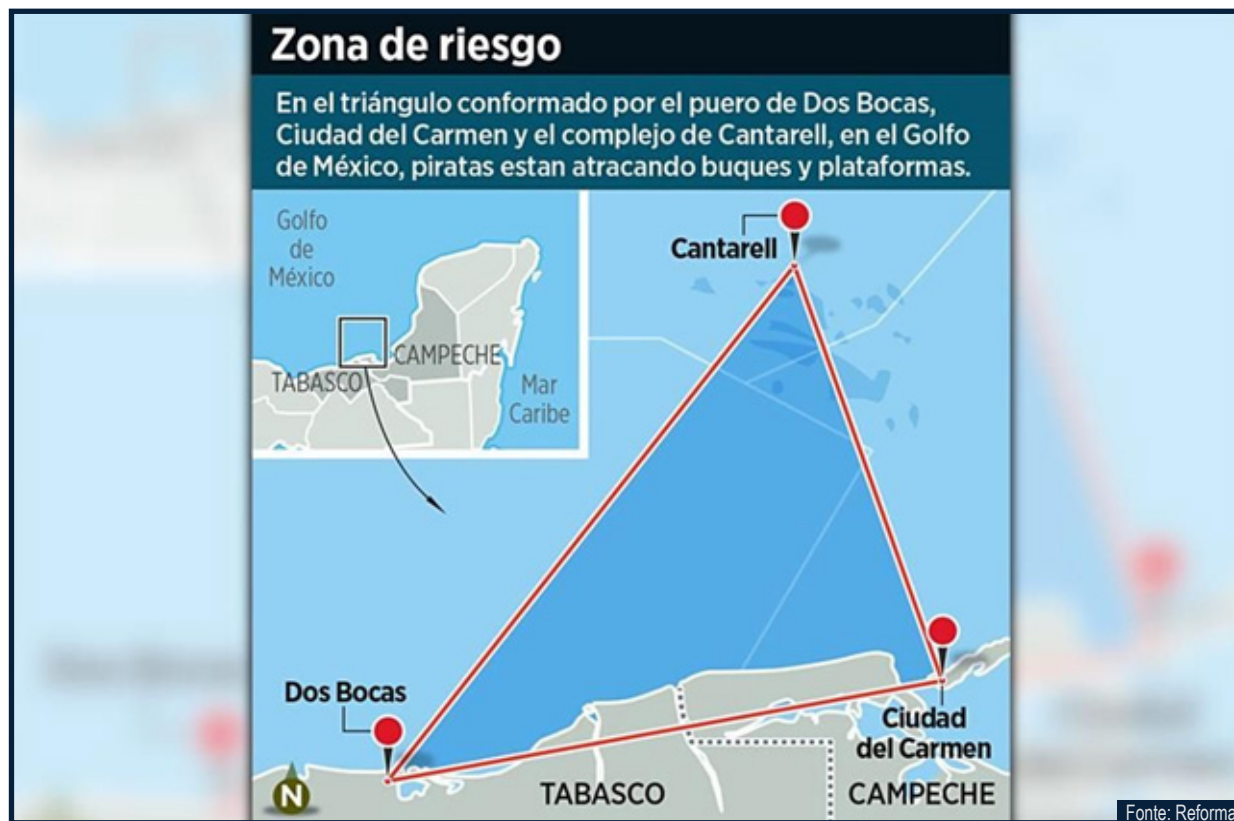 Zona de riesgo
En el triángulo conformado por el puero de Dos Bocas,
Ciudad del Carmen y el complejo de Cantarell, en el Golfo
de México, piratas estan atracando buques y plataformas.
Golfo
de
México
CAMPECHE
TABASCO
Mar
Caribe
Cantarell
Dos Bocas
Ciudad
del Carmen
TABASCO
CAMPECHE
N
Fonte: Reforma